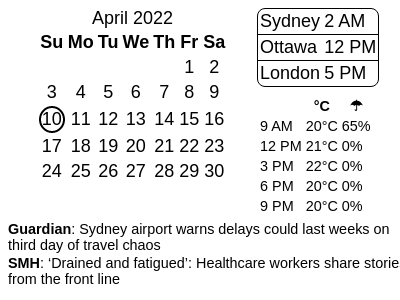 April 2022
Su Mo Tu We Th Fr Sa
1 2
3 4 5 6 7 8 9
10 11 12 13 14 15 16
17 18 19 20 21 22 23
24 25 26 27 28 29 30
Sydney 2 AM
Ottawa 12 PM
London 5 PM
°C ☂
9 AM 20°C 65%
12 PM 21°C 0%
3 PM 22°C 0%
6 PM 20°C 0%
9 PM 20°C 0%
Guardian: Sydney airport warns delays could last weeks on
third day of travel chaos
SMH: ‘Drained and fatigued’: Healthcare workers share storie
from the front line